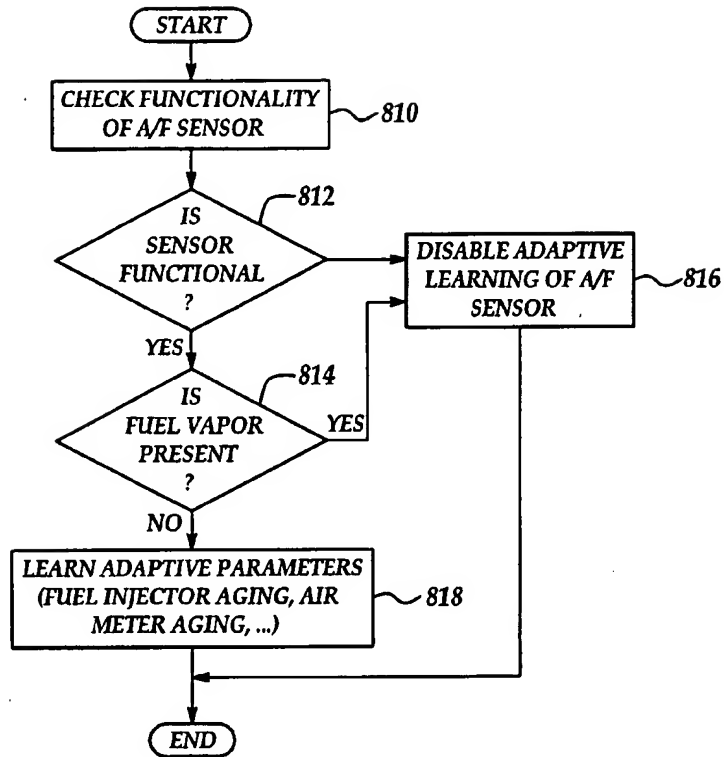 START
CHECK FUNCTIONALITY
OF A/F SENSOR
810
812
IS
SENSOR
FUNCTIONAL
?
DISABLE ADAPTIVE
LEARNING OF A/F
SENSOR
816
YES
814
IS
FUEL VAPOR
PRESENT
?
YES
NO
LEARN ADAPTIVE PARAMETERS
(FUEL INJECTOR AGING, AIR
METER AGING, ...)
818
END